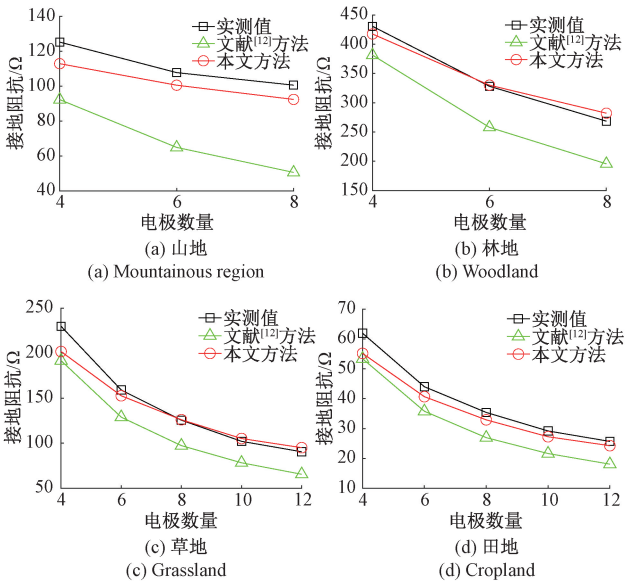 140
120
100
80
60
40
接地阻抗/Ω
实测值
文献[12]方法
本文方法
4
6
8
电极数量
(a) 山地
(a) Mountainous region
450
400
350
300
250
200
150
接地阻抗/Ω
实测值
文献[12]方法
本文方法
4
6
8
电极数量
(b) 林地
(b) Woodland
250
200
150
100
50
接地阻抗/Ω
实测值
文献[12]方法
本文方法
4
6
8
10
12
电极数量
(c) 草地
(c) Grassland
70
60
50
40
30
20
10
接地阻抗/Ω
实测值
文献[12]方法
本文方法
4
6
8
10
12
电极数量
(d) 田地
(d) Cropland